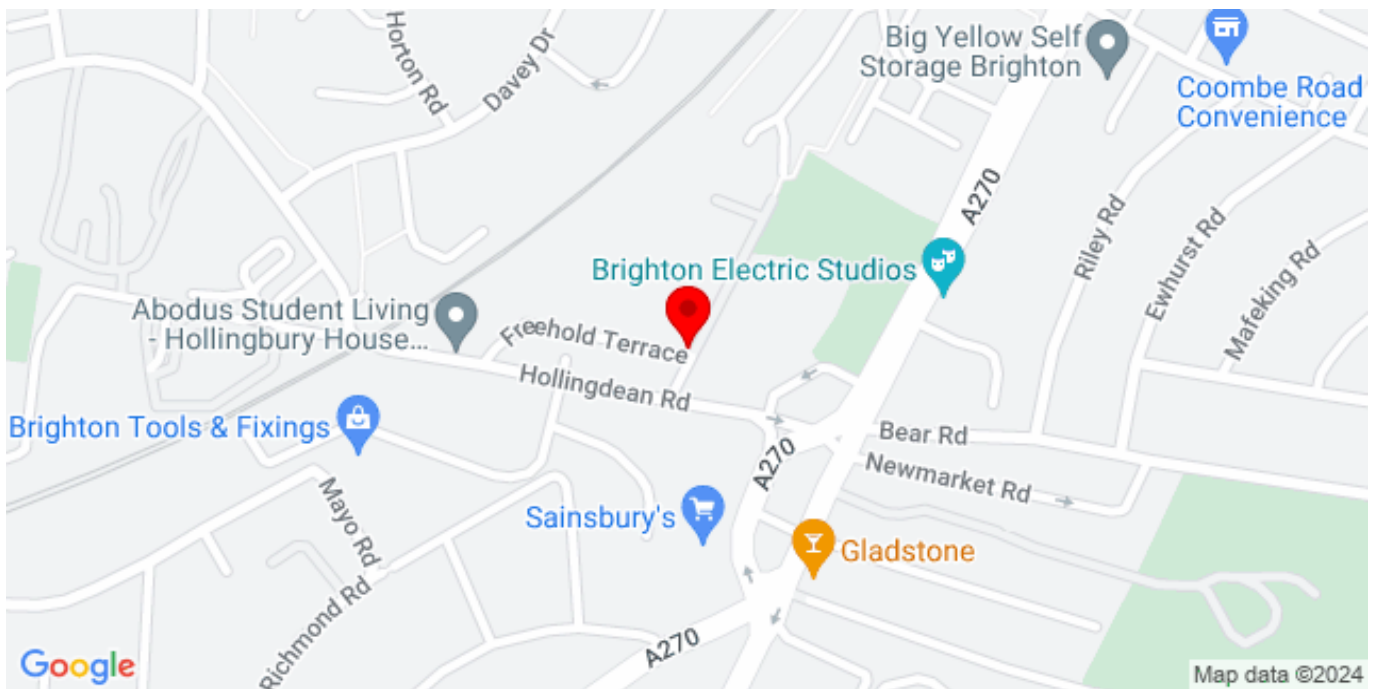 Horton Rd
Davey Dr
Big Yellow Self
Storage Brighton
Coombe Road
Convenience
A270
Riley Rd
Ewhurst Rd
Mafeking Rd
Brighton Electric Studios
Abodus Student Living
- Hollingbury House...
Freehold Terrace
Hollingdean Rd
Brighton Tools & Fixings
Bear Rd
Newmarket Rd
A270
Mayo Rd
Sainsbury's
Gladstone
Richmond Rd
A270
Google
Map data ©2024